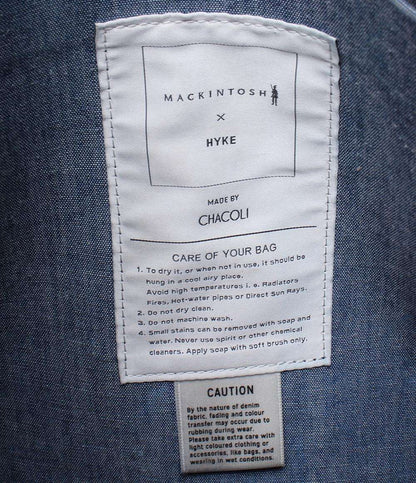 MACKINTOSH
×
HYKE
MADE BY
CHACOLI
CARE OF YOUR BAG
1. To dry it, or when not in use, it should be
hung in a cool airy place.
Avoid high temperatures i. e. Radiators
Fires. Hot-water pipes or Direct Sun Rays.
2. Do not dry clean.
3. Do not machine wash.
4. Small stains can be removed with soap and
water. Never use spirit or other chemical
cleaners. Apply soap with soft brush only.
CAUTION
By the nature of denim
fabric, fading and colour
transfer may occur due to
rubbing during wear.
Please take extra care with
light coloured clothing or
accessories, like bags, and
wearing in wet conditions.